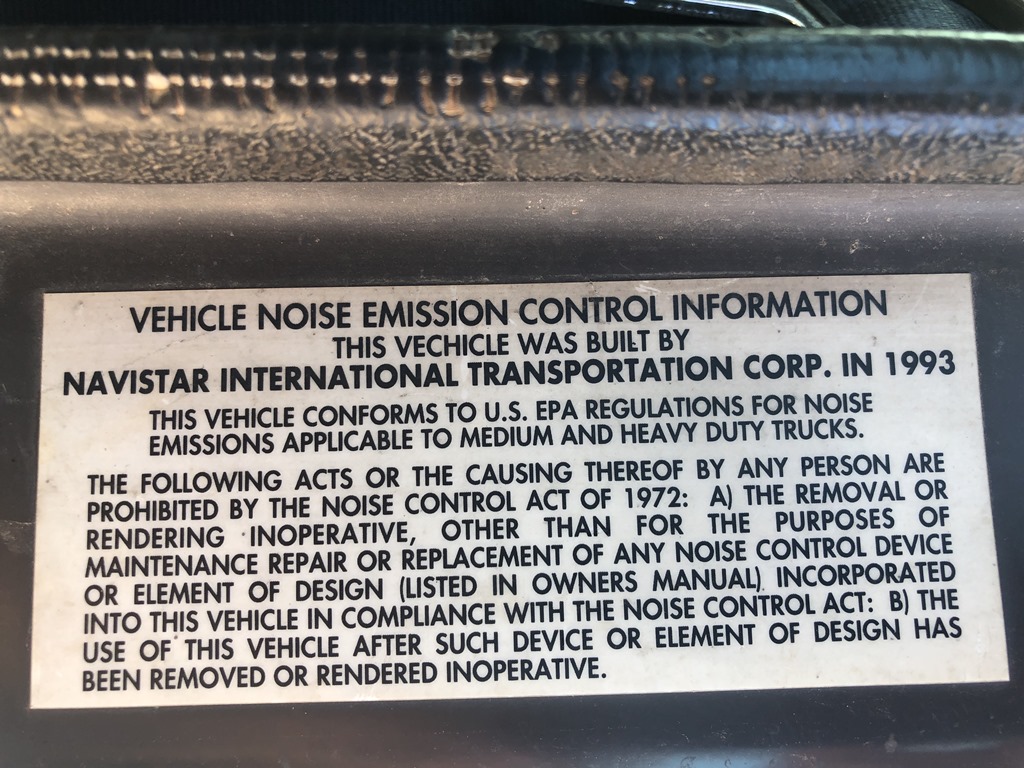 VEHICLE NOISE EMISSION CONTROL INFORMATION
THIS VECHICLE WAS BUILT BY
NAVISTAR INTERNATIONAL TRANSPORTATION CORP. IN 1993
THIS VEHICLE CONFORMS TO U.S. EPA REGULATIONS FOR NOISE
EMISSIONS APPLICABLE TO MEDIUM AND HEAVY DUTY TRUCKS.
THE FOLLOWING ACTS OR THE CAUSING THEREOF BY ANY PERSON ARE
PROHIBITED BY THE NOISE CONTROL ACT OF 1972: A) THE REMOVAL OR
RENDERING INOPERATIVE, OTHER THAN FOR THE PURPOSES OF
MAINTENANCE REPAIR OR REPLACEMENT OF ANY NOISE CONTROL DEVICE
OR ELEMENT OF DESIGN (LISTED IN OWNERS MANUAL) INCORPORATED
INTO THIS VEHICLE IN COMPLIANCE WITH THE NOISE CONTROL ACT: B) THE
USE OF THIS VEHICLE AFTER SUCH DEVICE OR ELEMENT OF DESIGN HAS
BEEN REMOVED OR RENDERED INOPERATIVE.